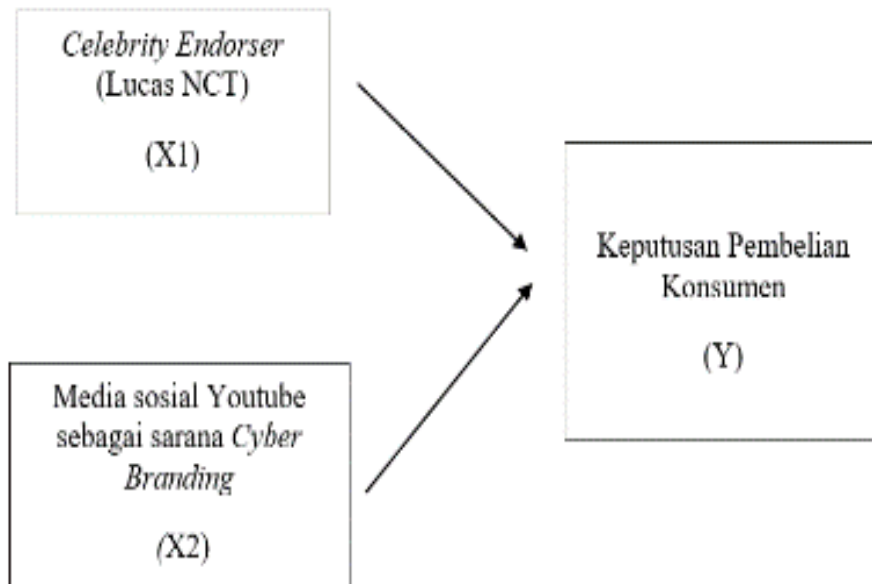 Celebrity Endorser
(Lucas NCT)
(X1)
Media sosial Youtube
sebagai sarana Cyber
Branding
(X2)
Keputusan Pembelian
Konsumen
(Y)